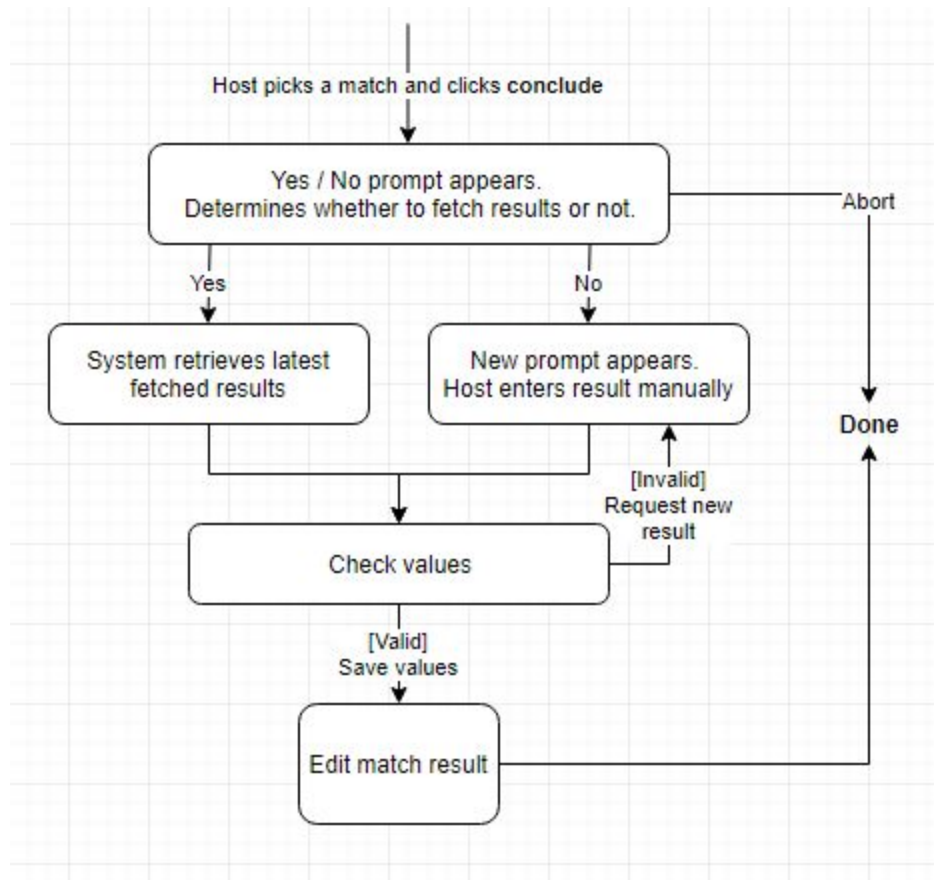 Host picks a match and clicks conclude
Yes / No prompt appears.
Determines whether to fetch results or not.
Abort
Yes
No
System retrieves latest
fetched results
New prompt appears.
Host enters result manually
Done
[Invalid]
Request new
result
Check values
[Valid]
Save values
Edit match result